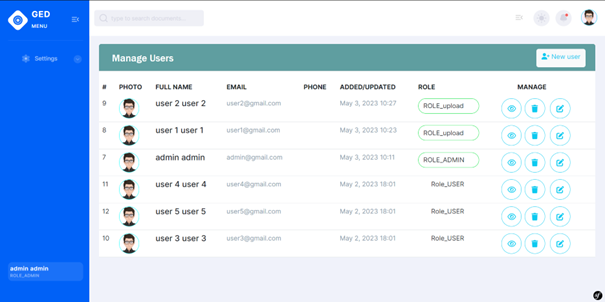 GED
MENU
type to search documents...
Settings
Manage Users
New user
# PHOTO FULL NAME EMAIL PHONE ADDED/UPDATED ROLE MANAGE
9 user 2 user 2 user2@gmail.com May 3, 2023 10:27 ROLE_upload
8 user 1 user 1 user1@gmail.com May 3, 2023 10:23 ROLE_upload
7 admin admin admin@gmail.com May 3, 2023 10:11 ROLE_ADMIN
11 user 4 user 4 user4@gmail.com May 2, 2023 18:01 Role_USER
12 user 5 user 5 user5@gmail.com May 2, 2023 18:01 Role_USER
10 user 3 user 3 user3@gmail.com May 2, 2023 18:01 Role_USER
admin admin
ROLE_ADMIN